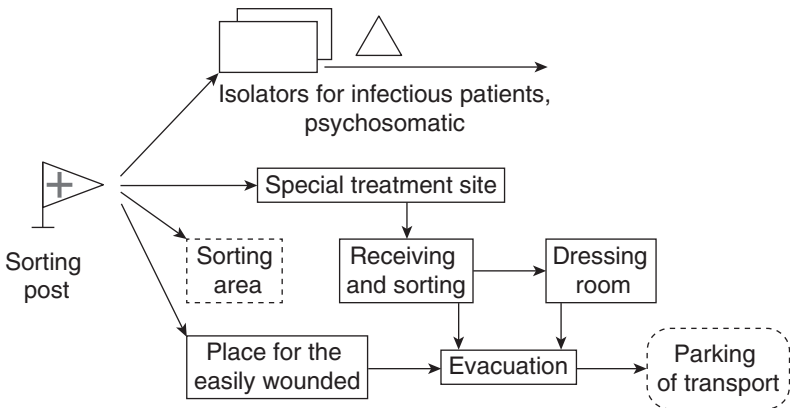 Isolators for infectious patients,
psychosomatic
Special treatment site
Sorting
post
Sorting
area
Receiving
and sorting
Dressing
room
Place for the
easily wounded
Evacuation
Parking
of transport